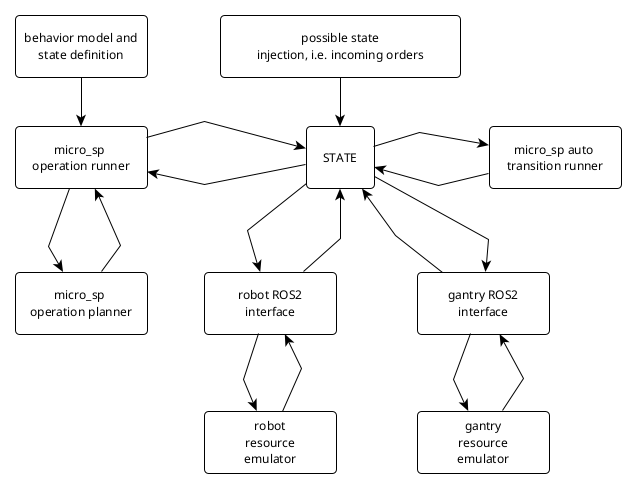 behavior model and
state definition
possible state
injection, i.e. incoming orders
micro_sp
operation runner
STATE
micro_sp auto
transition runner
micro_sp
operation planner
robot ROS2
interface
gantry ROS2
interface
robot
resource
emulator
gantry
resource
emulator